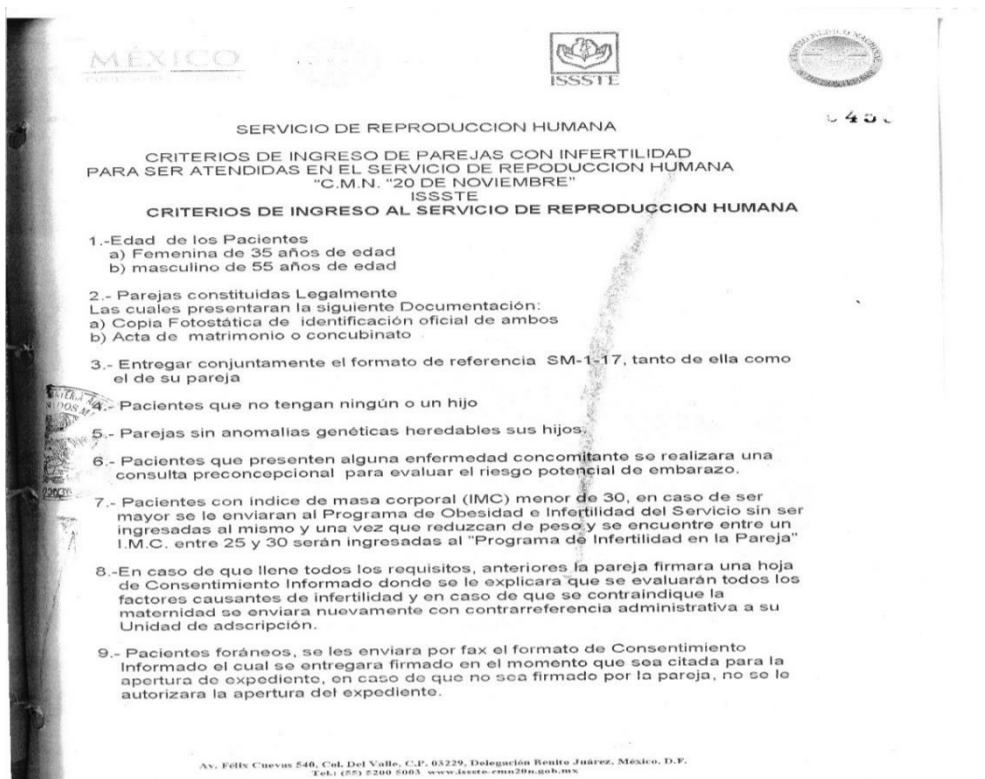 MÉXICO
ISSSTE
SERVICIO DE REPRODUCCION HUMANA
CRITERIOS DE INGRESO DE PAREJAS CON INFERTILIDAD
PARA SER ATENDIDAS EN EL SERVICIO DE REPODUCCION HUMANA
"C.M.N. "20 DE NOVIEMBRE"
ISSSTE
CRITERIOS DE INGRESO AL SERVICIO DE REPRODUCCION HUMANA
1.-Edad de los Pacientes
a) Femenina de 35 años de edad
b) masculino de 55 años de edad
2.- Parejas constituidas Legalmente
Las cuales presentaran la siguiente Documentación:
a) Copia Fotostática de identificación oficial de ambos
b) Acta de matrimonio o concubinato
3.- Entregar conjuntamente el formato de referencia SM-1-17, tanto de ella como
el de su pareja
4.- Pacientes que no tengan ningún o un hijo
5.- Parejas sin anomalias genéticas heredables sus hijos.
6.- Pacientes que presenten alguna enfermedad concomitante se realizara una
consulta preconcepcional para evaluar el riesgo potencial de embarazo.
7.- Pacientes con indice de masa corporal (IMC) menor de 30, en caso de ser
mayor se le enviaran al Programa de Obesidad e Infertilidad del Servicio sin ser
ingresadas al mismo y una vez que reduzcan de peso y se encuentre entre un
I.M.C. entre 25 y 30 serán ingresadas al "Programa de Infertilidad en la Pareja"
8.-En caso de que llene todos los requisitos, anteriores la pareja firmara una hoja
de Consentimiento Informado donde se le explicara que se evaluarán todos los
factores causantes de infertilidad y en caso de que se contraindique la
maternidad se enviara nuevamente con contrarreferencia administrativa a su
Unidad de adscripción.
9.- Pacientes foráneos, se les enviara por fax el formato de Consentimiento
Informado el cual se entregara firmado en el momento que sea citada para la
apertura de expediente, en caso de que no sea firmado por la pareja, no se le
autorizara la apertura del expediente.
Av. Félix Cuevas 540, Col. Del Valle, C.P. 03229, Delegación Benito Juárez, México, D.F.
Tel.: (55) 5200 5003 www.issste-cmn20n.gob.mx